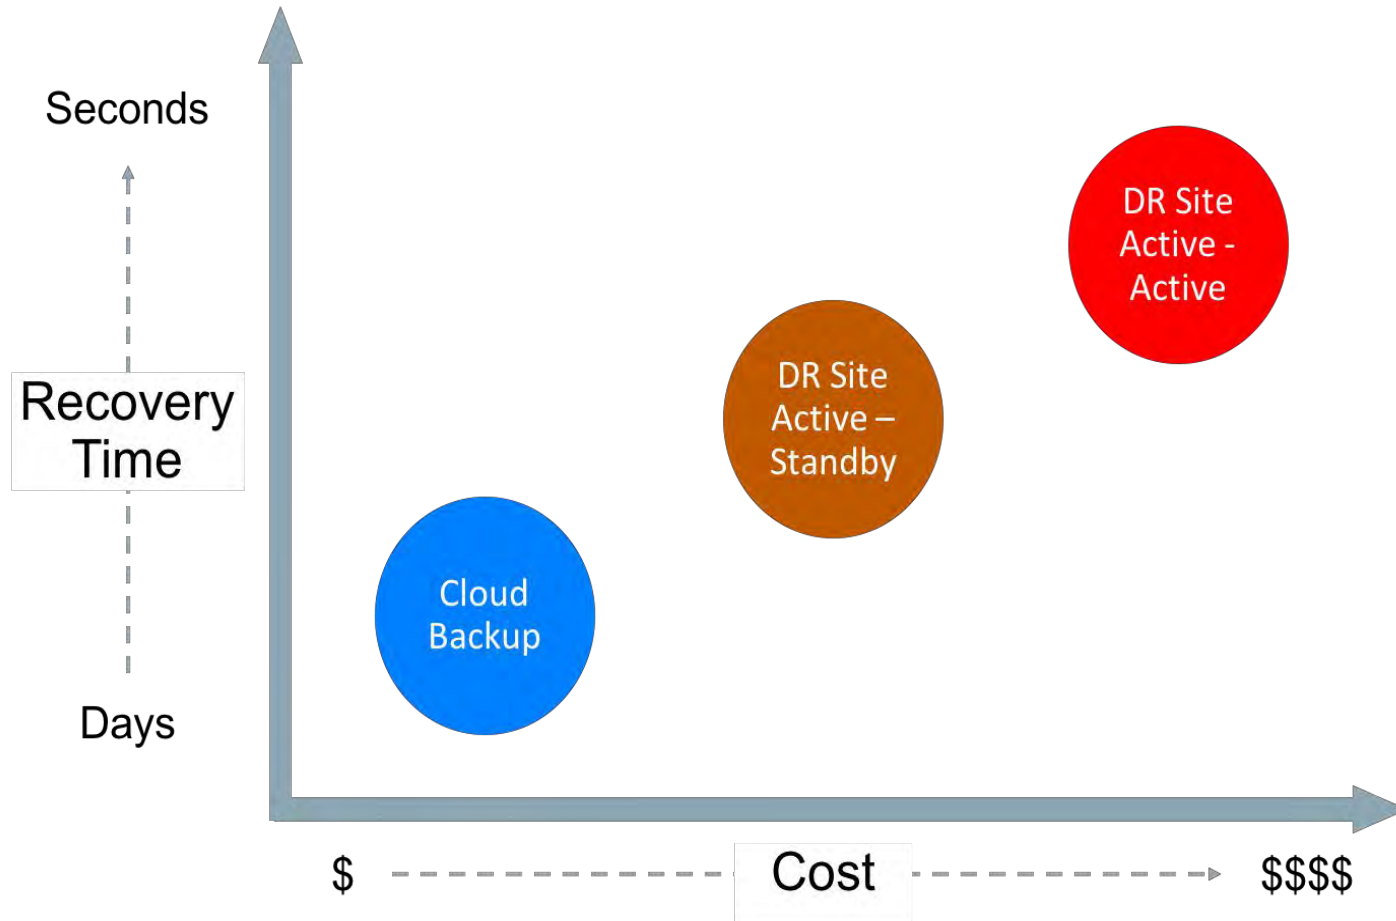 Seconds
Recovery
Time
Days
DR Site
Active -
Active
DR Site
Active –
Standby
Cloud
Backup
$
Cost
$$$$